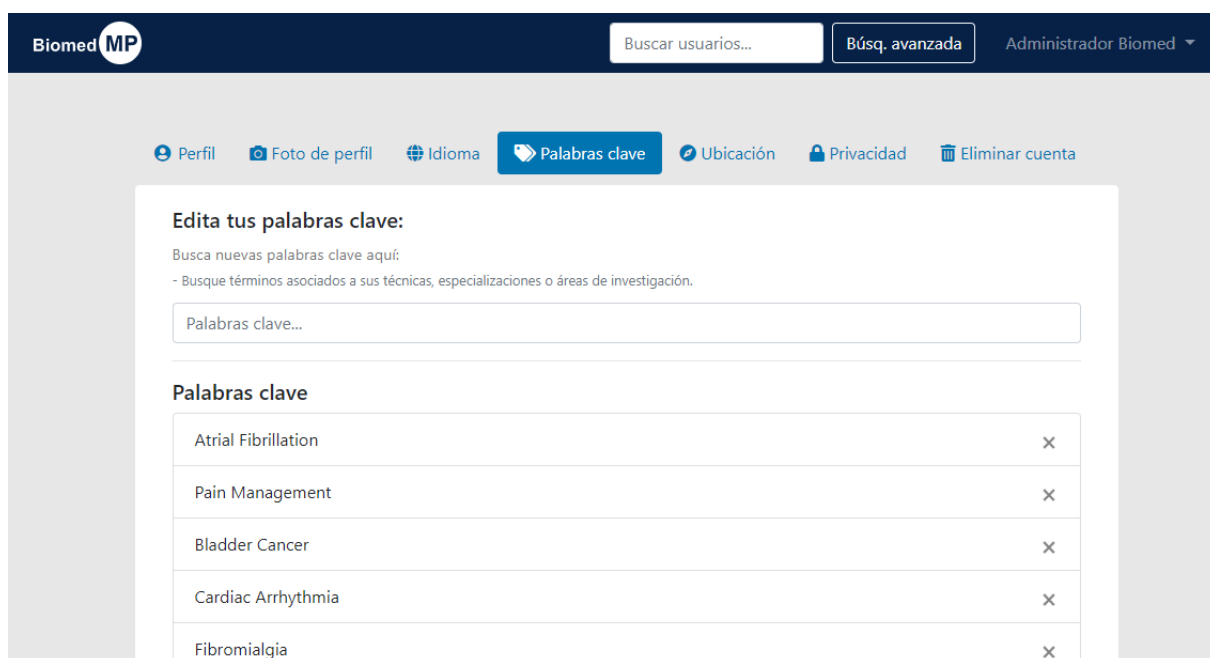 Biomed MP Buscar usuarios... Búsq. avanzada Administrador Biomed
Perfil Foto de perfil Idioma Palabras clave Ubicación Privacidad Eliminar cuenta
Edita tus palabras clave:
Busca nuevas palabras clave aquí:
- Busque términos asociados a sus técnicas, especializaciones o áreas de investigación.
Palabras clave...
Palabras clave
Atrial Fibrillation
Pain Management
Bladder Cancer
Cardiac Arrhythmia
Fibromialgia